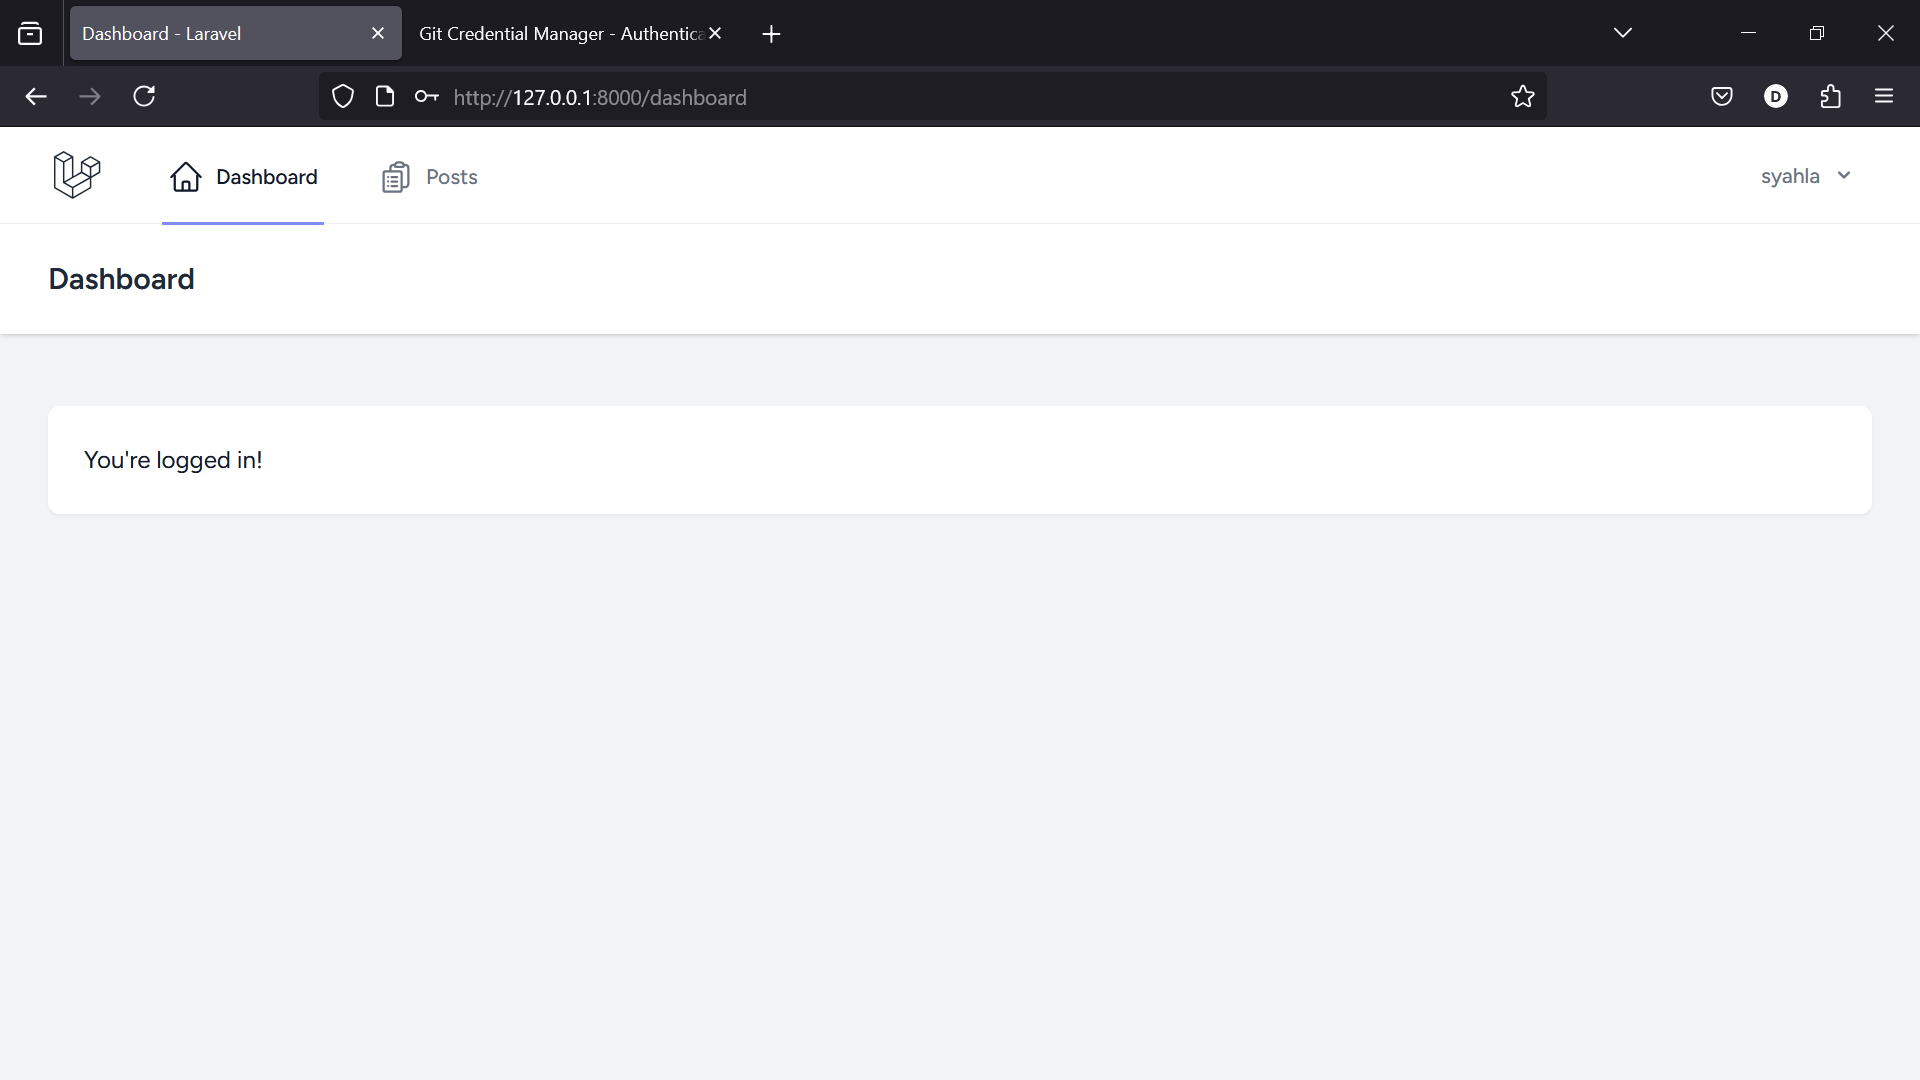 Dashboard - Laravel
Git Credential Manager - Authentica
http://127.0.0.1:8000/dashboard
D
Dashboard
Posts
syahla
Dashboard
You're logged in!